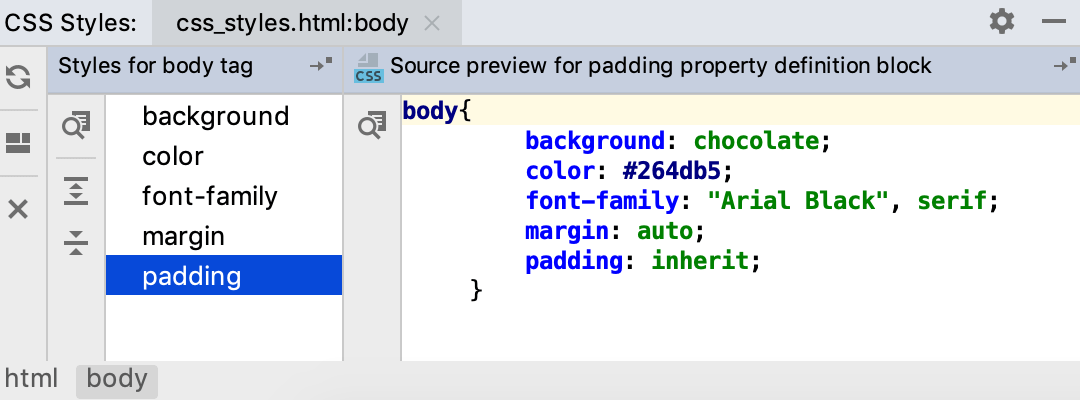 CSS Styles: css_styles.html:body
Styles for body tag
CSS Source preview for padding property definition block
background
color
font-family
margin
padding
body{
background: chocolate;
color: #264db5;
font-family: "Arial Black", serif;
margin: auto;
padding: inherit;
}
html body